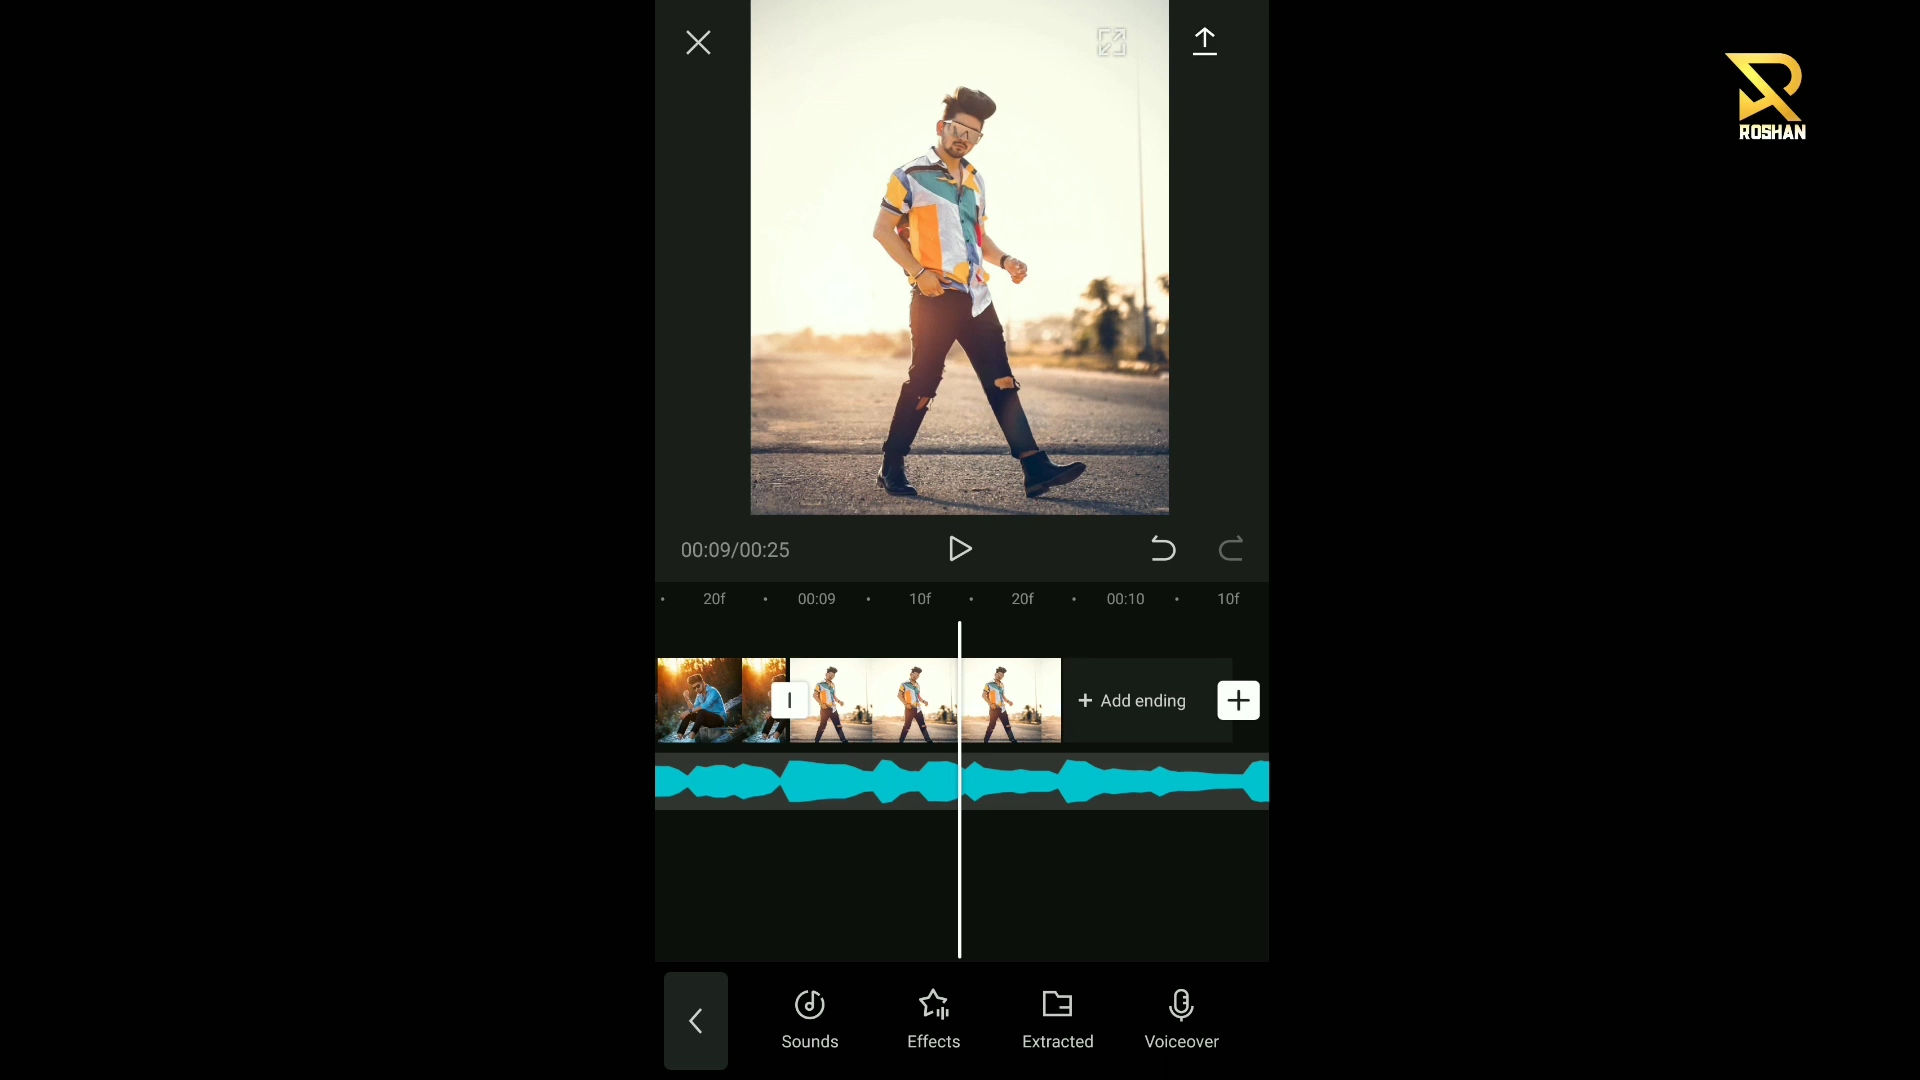 ROSHAN
00:09/00:25
20f 00:09 10f 20f 00:10 10f
+ Add ending
Sounds Effects Extracted Voiceover